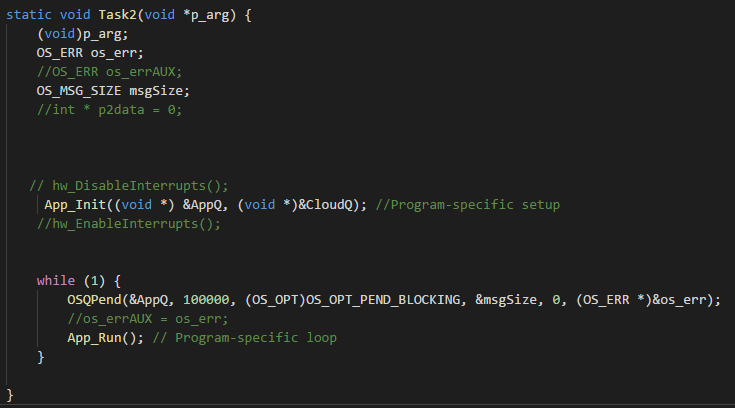 static void Task2(void *p_arg) {
(void)p_arg;
OS_ERR os_err;
//OS_ERR os_errAUX;
OS_MSG_SIZE msgSize;
//int * p2data = 0;
// hw_DisableInterrupts();
App_Init((void *) &AppQ, (void *)&CloudQ); //Program-specific setup
//hw_EnableInterrupts();
while (1) {
OSQPend(&AppQ, 100000, (OS_OPT)OS_OPT_PEND_BLOCKING, &msgSize, 0, (OS_ERR *)&os_err);
//os_errAUX = os_err;
App_Run(); // Program-specific loop
}
}